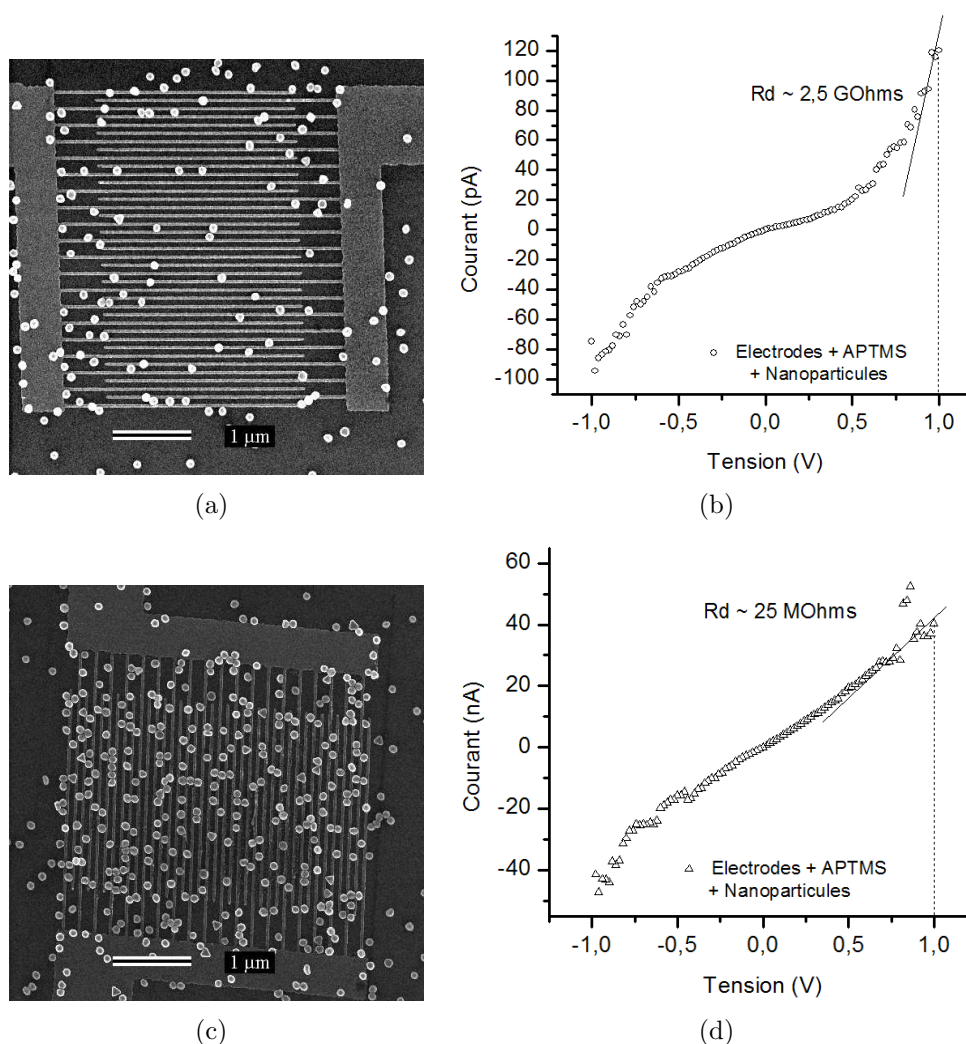 1 μm
(a)
120
100
80
60
40
20
0
-20
-40
-60
-80
-100
Courant (pA)
Rd ~ 2,5 GOhms
Electrodes + APTMS
+ Nanoparticules
-1,0 -0,5 0,0 0,5 1,0
Tension (V)
(b)
1 μm
(c)
60
40
20
0
-20
-40
Courant (nA)
Rd ~ 25 MOhms
Electrodes + APTMS
+ Nanoparticules
-1,0 -0,5 0,0 0,5 1,0
Tension (V)
(d)